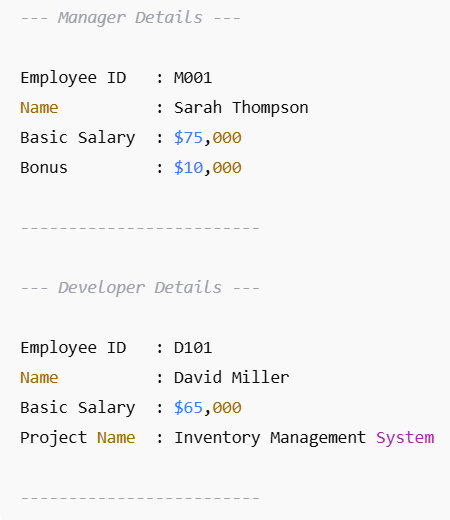 --- Manager Details ---
Employee ID   : M001
Name          : Sarah Thompson
Basic Salary  : $75,000
Bonus         : $10,000
-------------------------
--- Developer Details ---
Employee ID   : D101
Name          : David Miller
Basic Salary  : $65,000
Project Name  : Inventory Management System
-------------------------